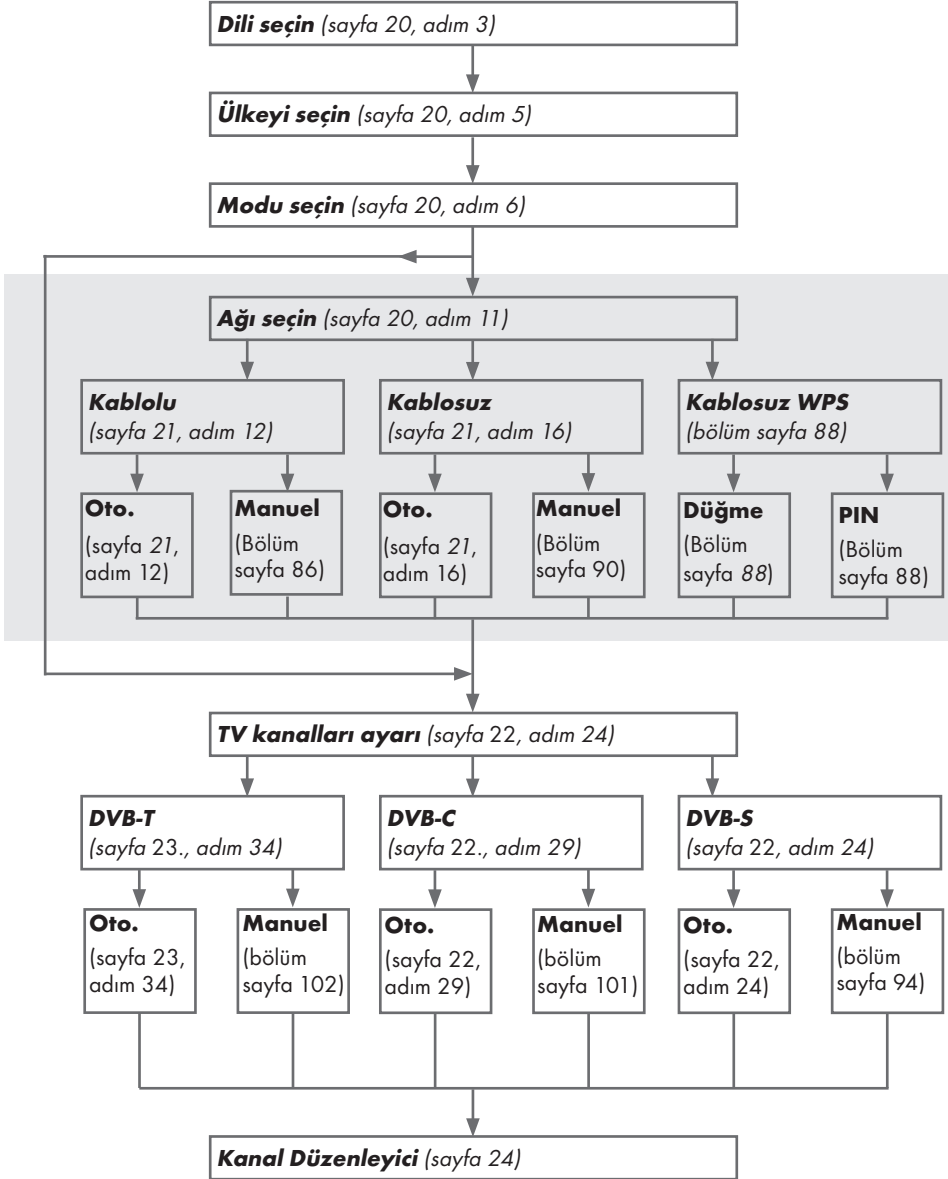 Dili seçin (sayfa 20, adım 3)
Ülkeyi seçin (sayfa 20, adım 5)
Modu seçin (sayfa 20, adım 6)
Ağı seçin (sayfa 20, adım 11)
Kablolu
(sayfa 21, adım 12)
Kablosuz
(sayfa 21, adım 16)
Kablosuz WPS
(bölüm sayfa 88)
Oto.
(sayfa 21,
adım 12)
Manuel
(Bölüm
sayfa 86)
Oto.
(sayfa 21,
adım 16)
Manuel
(Bölüm
sayfa 90)
Düğme
(Bölüm
sayfa 88)
PIN
(Bölüm
sayfa 88)
TV kanalları ayarı (sayfa 22, adım 24)
DVB-T
(sayfa 23., adım 34)
DVB-C
(sayfa 22., adım 29)
DVB-S
(sayfa 22, adım 24)
Oto.
(sayfa 23,
adım 34)
Manuel
(bölüm
sayfa 102)
Oto.
(sayfa 22,
adım 29)
Manuel
(bölüm
sayfa 101)
Oto.
(sayfa 22,
adım 24)
Manuel
(bölüm
sayfa 94)
Kanal Düzenleyici (sayfa 24)